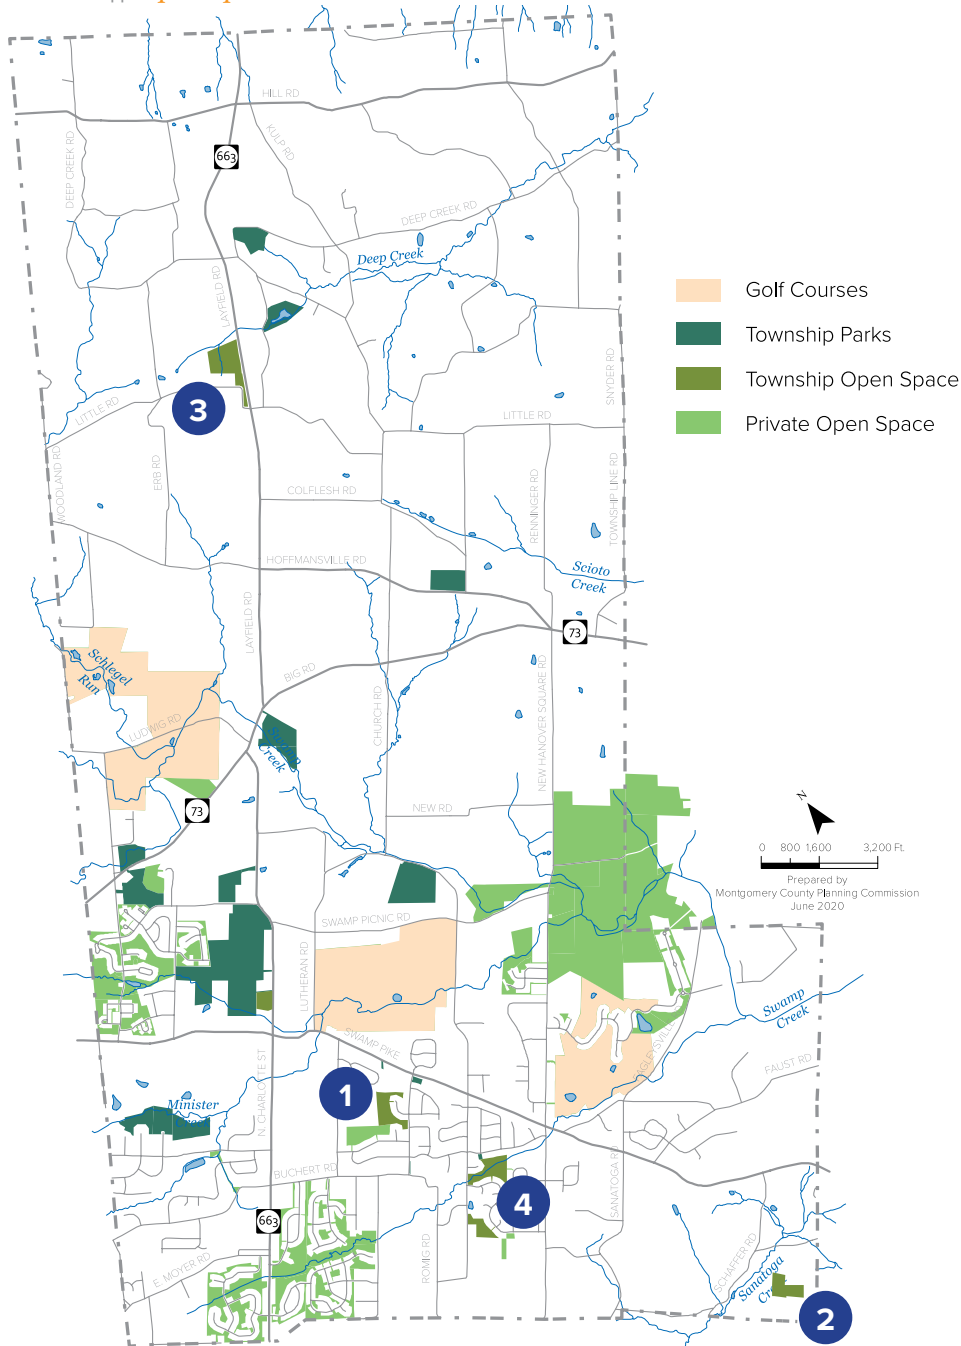 HILL RD
KULP RD
663
DEEP CREEK RD
DEEP CREEK RD
Deep Creek
LAYFIELD RD
Golf Courses
Township Parks
Township Open Space
Private Open Space
SNYDER RD
3
LITTLE RD
LITTLE RD
WOODLAND RD
ERB RD
COLFLESH RD
RENNINGER RD
TOWNSHIP LINE RD
HOFFMANSVILLE RD
Scioto
Creek
LAYFIELD RD
73
Schlegel
Run
BIG RD
CHURCH RD
NEW HANOVER SQUARE RD
LUDWIG RD
Swamp
Creek
73
NEW RD
N
0 800 1,600 3,200 Ft.
Prepared by
Montgomery County Planning Commission
June 2020
SWAMP PICNIC RD
LUTHERAN RD
Swamp
Creek
SWAMP PIKE
EAGLEYSVILLE
FAUST RD
1
N. CHARLOTTE ST
Minister
Creek
BUCHERT RD
SANATOGA RD
4
663
E. MOYER RD
ROMIG RD
SCHAFFER RD
Sanatoga
2